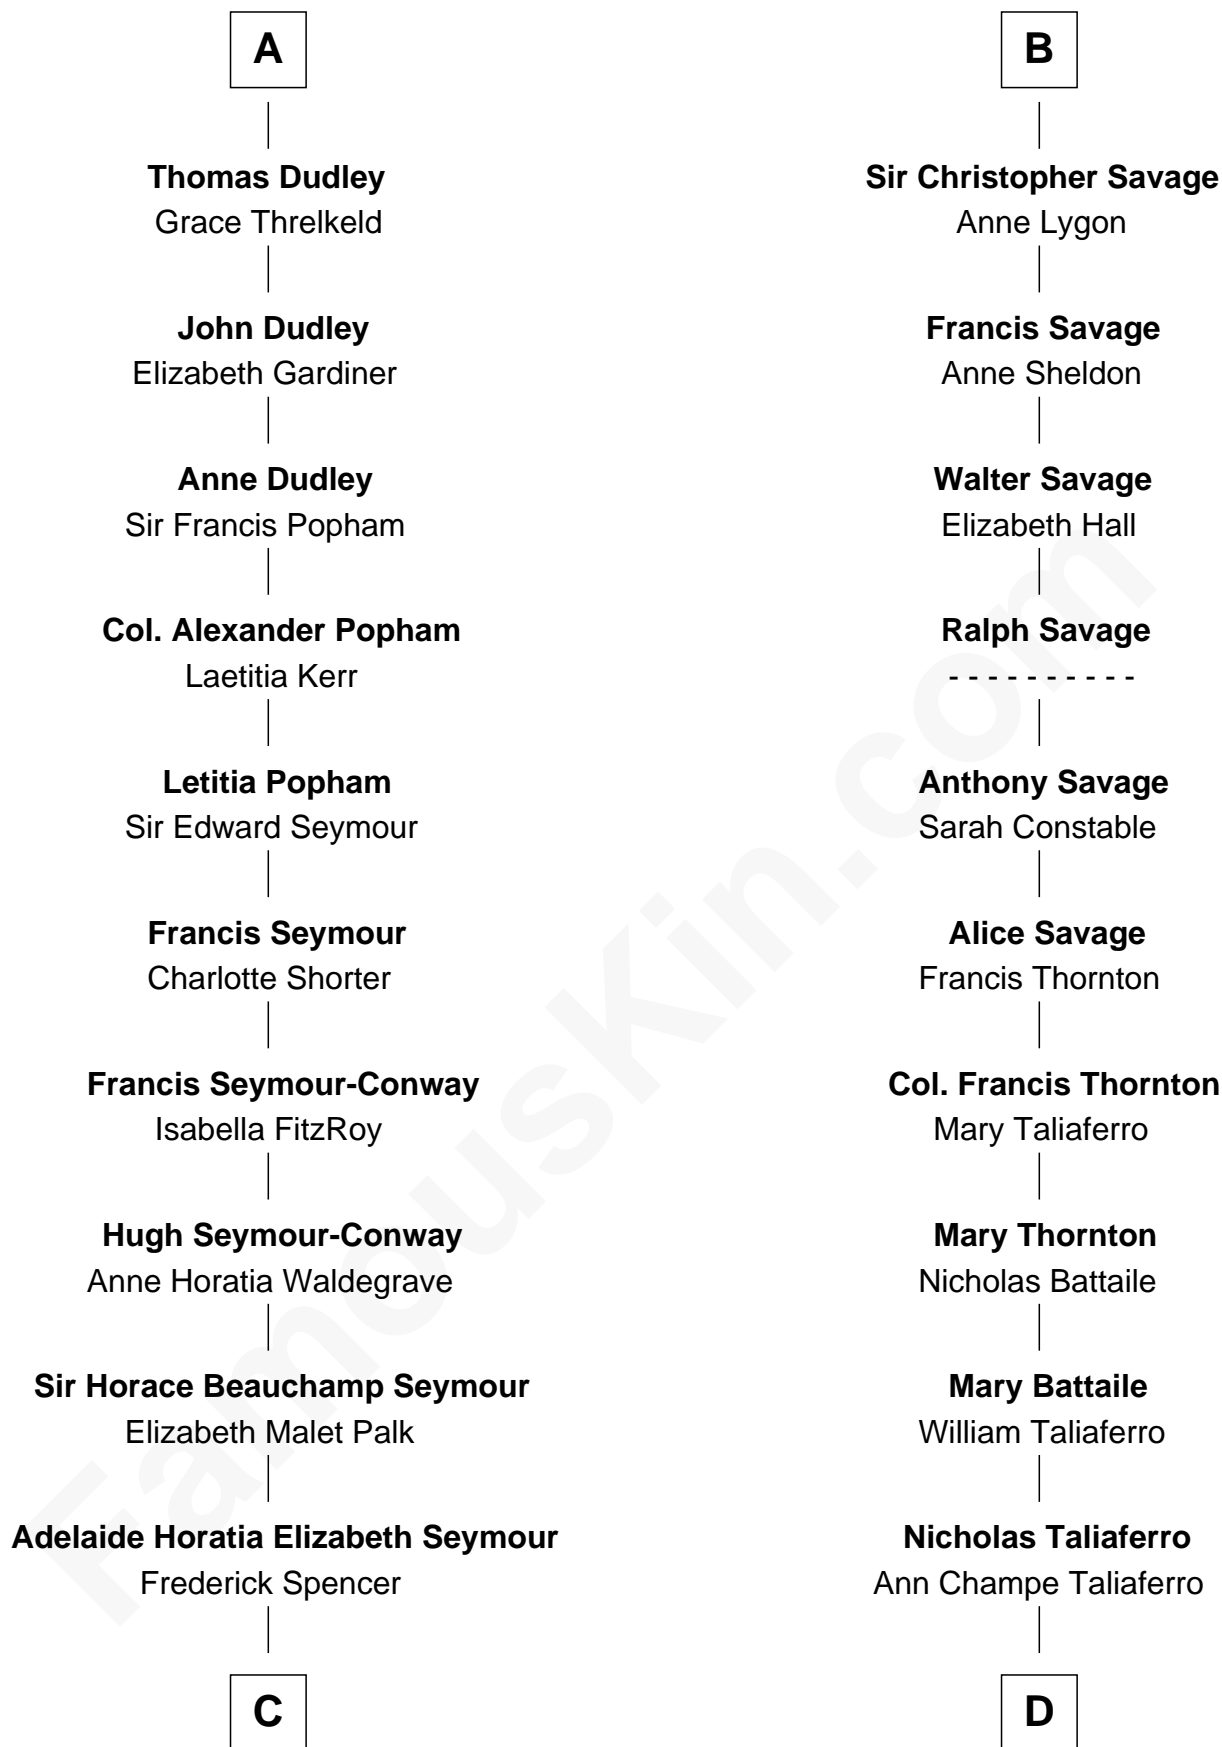 A
Thomas Dudley
Grace Threlkeld
John Dudley
Elizabeth Gardiner
Anne Dudley
Sir Francis Popham
Col. Alexander Popham
Laetitia Kerr
Letitia Popham
Sir Edward Seymour
Francis Seymour
Charlotte Shorter
Francis Seymour-Conway
Isabella FitzRoy
Hugh Seymour-Conway
Anne Horatia Waldegrave
Sir Horace Beauchamp Seymour
Elizabeth Malet Palk
Adelaide Horatia Elizabeth Seymour
Frederick Spencer
C
B
Sir Christopher Savage
Anne Lygon
Francis Savage
Anne Sheldon
Walter Savage
Elizabeth Hall
Ralph Savage
- - - - - - - - - -
Anthony Savage
Sarah Constable
Alice Savage
Francis Thornton
Col. Francis Thornton
Mary Taliaferro
Mary Thornton
Nicholas Battaile
Mary Battaile
William Taliaferro
Nicholas Taliaferro
Ann Champe Taliaferro
D
FamousKin.com